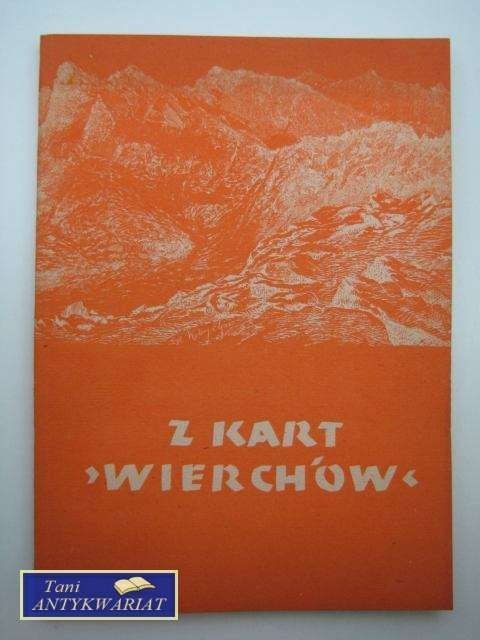 Z KART
›WIERCHÓW‹
Tani
ANTYKWARIAT